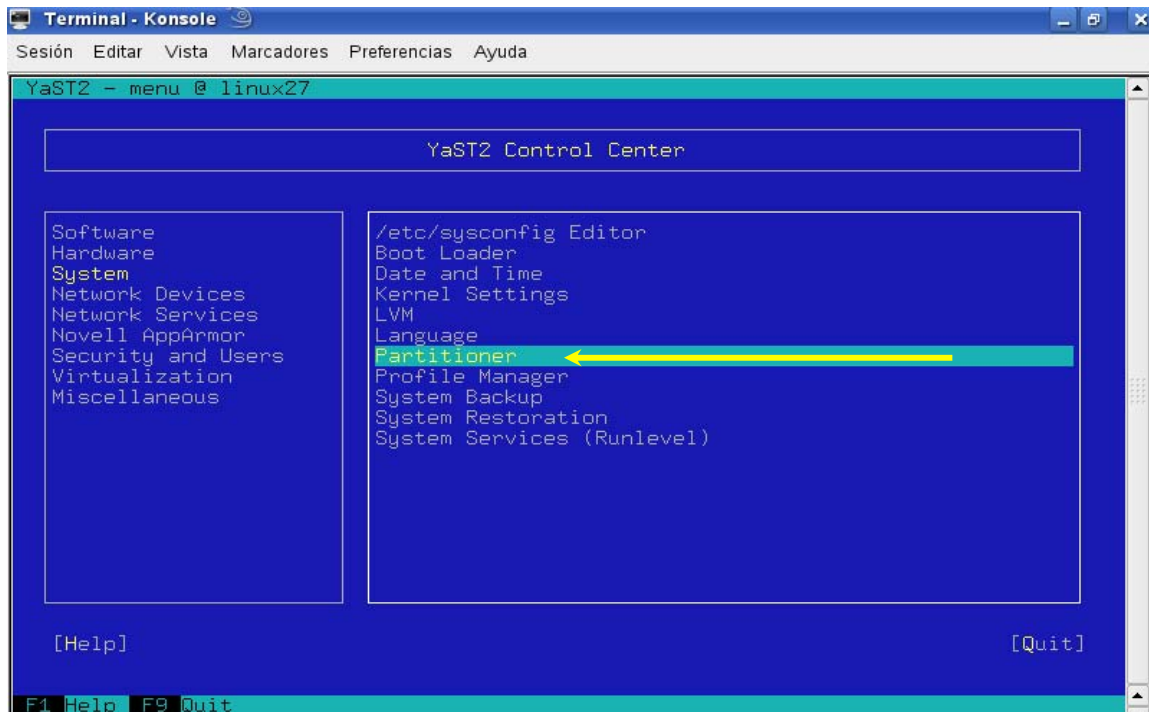 Terminal - Konsole
Sesión Editar Vista Marcadores Preferencias Ayuda
YaST2 - menu @ linux27
YaST2 Control Center
Software
Hardware
System
Network Devices
Network Services
Novell AppArmor
Security and Users
Virtualization
Miscellaneous
/etc/sysconfig Editor
Boot Loader
Date and Time
Kernel Settings
LVM
Language
Partitioner
Profile Manager
System Backup
System Restoration
System Services (Runlevel)
[Help] [Quit]
F1 Help F9 Quit